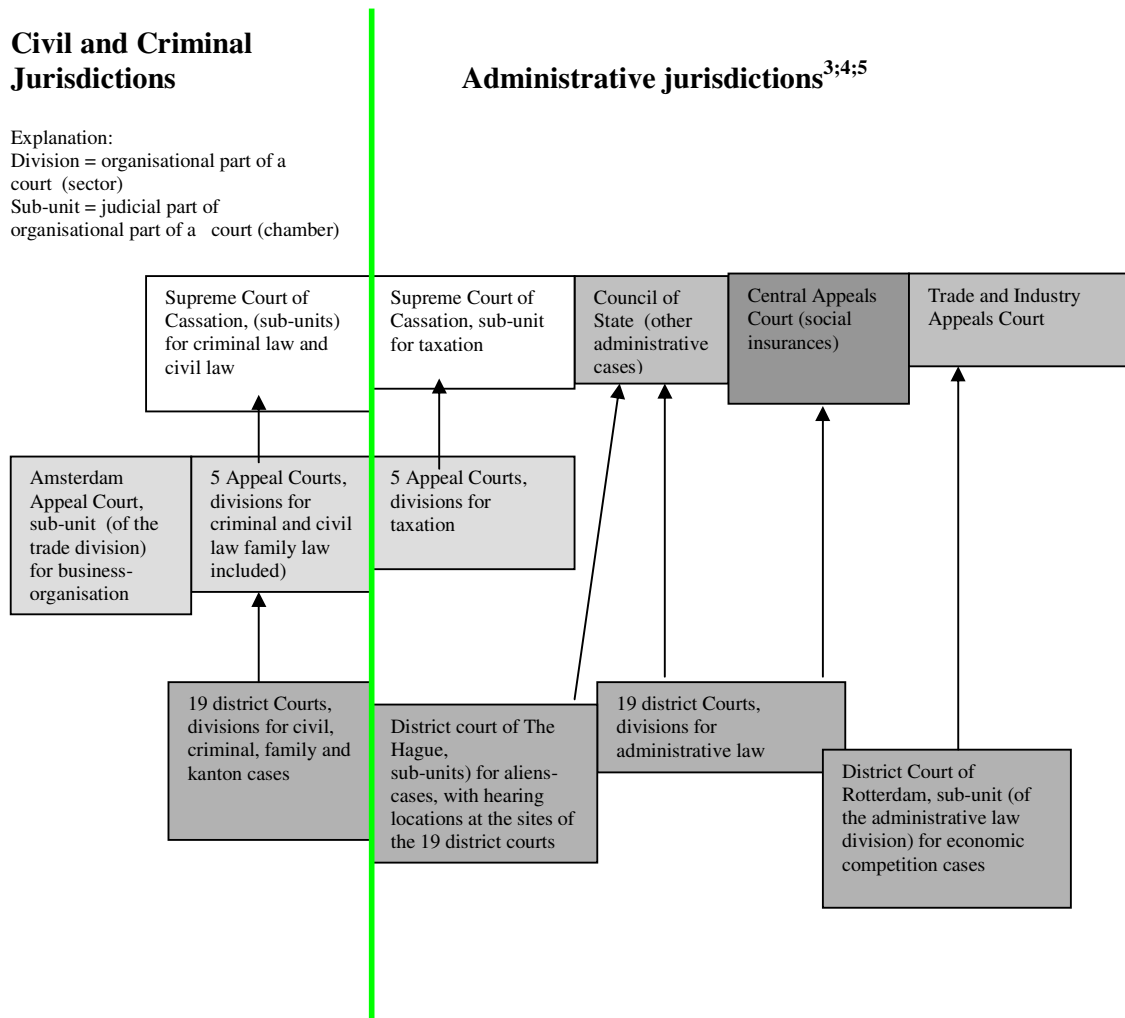 Civil and Criminal
Jurisdictions
Administrative jurisdictions3;4;5
Explanation:
Division = organisational part of a
court (sector)
Sub-unit = judicial part of
organisational part of a court (chamber)
Supreme Court of
Cassation, (sub-units)
for criminal law and
civil law
Supreme Court of
Cassation, sub-unit
for taxation
Council of
State (other
administrative
cases)
Central Appeals
Court (social
insurances)
Trade and Industry
Appeals Court
Amsterdam
Appeal Court,
sub-unit (of the
trade division)
for business-
organisation
5 Appeal Courts,
divisions for
criminal and civil
law family law
included)
5 Appeal Courts,
divisions for
taxation
19 district Courts,
divisions for civil,
criminal, family and
kanton cases
District court of The
Hague,
sub-units) for aliens-
cases, with hearing
locations at the sites of
the 19 district courts
19 district Courts,
divisions for
administrative law
District Court of
Rotterdam, sub-unit (of
the administrative law
division) for economic
competition cases